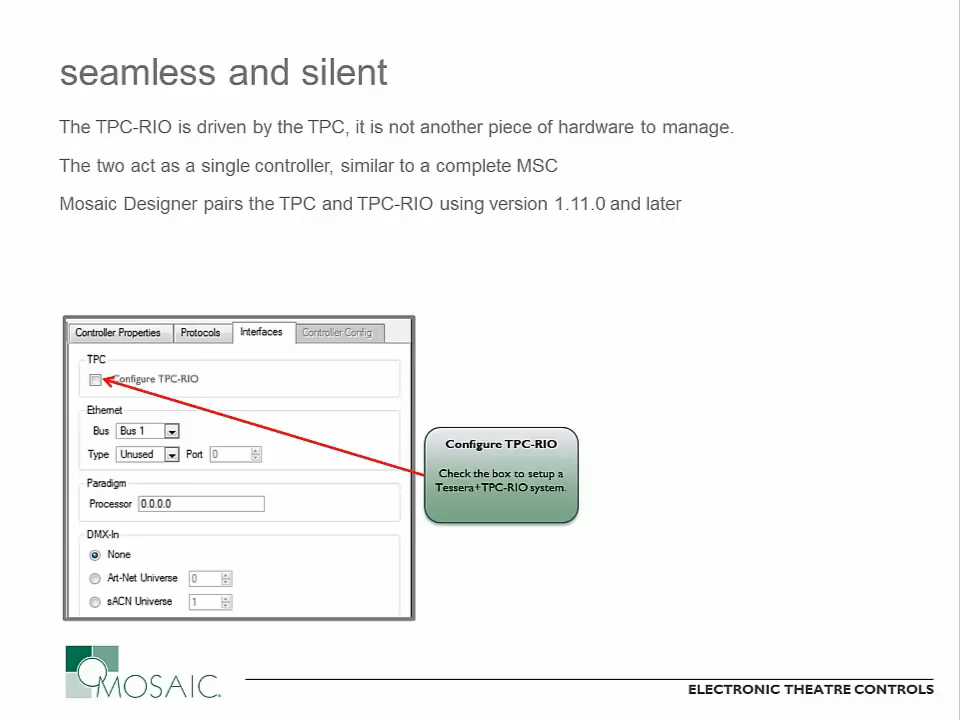 seamless and silent
The TPC-RIO is driven by the TPC, it is not another piece of hardware to manage.
The two act as a single controller, similar to a complete MSC
Mosaic Designer pairs the TPC and TPC-RIO using version 1.11.0 and later
Controller Properties Protocols Interfaces Controller Config
TPC
Configure TPC-RIO
Ethernet
Bus Bus 1
Type Unused Port 0
Paradigm
Processor 0.0.0.0
DMX-In
None
Art-Net Universe 0
sACN Universe 1
Configure TPC-RIO
Check the box to setup a
Tessera+TPC-RIO system.
MOSAIC
ELECTRONIC THEATRE CONTROLS